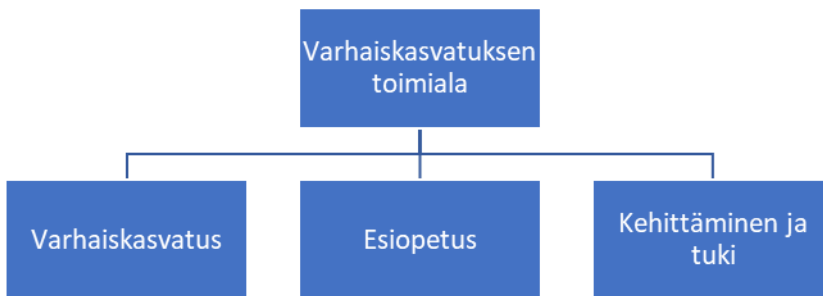 Varhaiskasvatuksen
toimiala
Varhaiskasvatus
Esiopetus
Kehittäminen ja
tuki